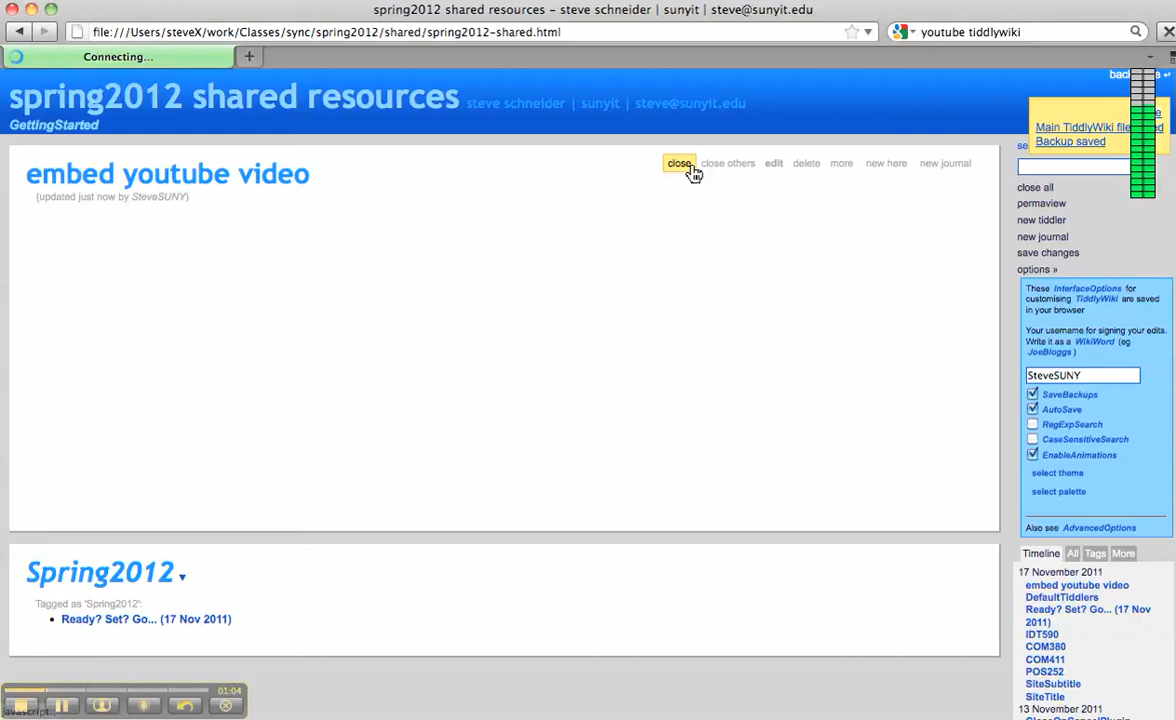 spring2012 shared resources – steve schneider | sunyit | steve@sunyit.edu
file:///Users/steveX/work/Classes/sync/spring2012/shared/spring2012-shared.html
youtube tiddlywiki
Connecting...
spring2012 shared resources steve schneider | sunyit | steve@sunyit.edu
GettingStarted
Main TiddlyWiki
Backup saved
embed youtube video
close close others edit delete more new here new journal
(updated just now by SteveSUNY)
close all
permaview
new tiddler
new journal
save changes
options »
These InterfaceOptions for
customising TiddlyWiki are saved
in your browser
Your username for signing your edits.
Write it as a WikiWord (eg
JoeBloggs )
SteveSUNY
SaveBackups
AutoSave
RegExpSearch
CaseSensitiveSearch
EnableAnimations
select theme
select palette
Also see AdvancedOptions
Timeline All Tags More
17 November 2011
embed youtube video
DefaultTiddlers
Ready? Set? Go... (17 Nov
2011)
IDT590
COM380
COM411
POS252
SiteSubtitle
SiteTitle
13 November 2011
Spring2012
Tagged as 'Spring2012':
Ready? Set? Go... (17 Nov 2011)
01:04